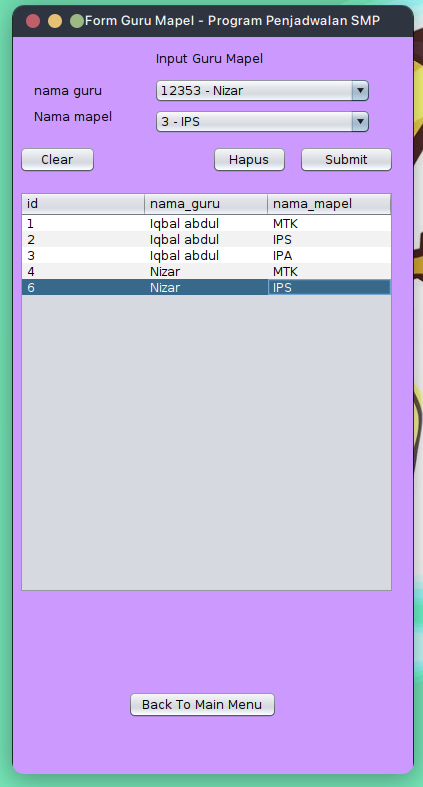 Form Guru Mapel - Program Penjadwalan SMP
Input Guru Mapel
nama guru 12353 - Nizar
Nama mapel 3 - IPS
Clear Hapus Submit
id nama_guru nama_mapel
1 Iqbal abdul MTK
2 Iqbal abdul IPS
3 Iqbal abdul IPA
4 Nizar MTK
6 Nizar IPS
Back To Main Menu